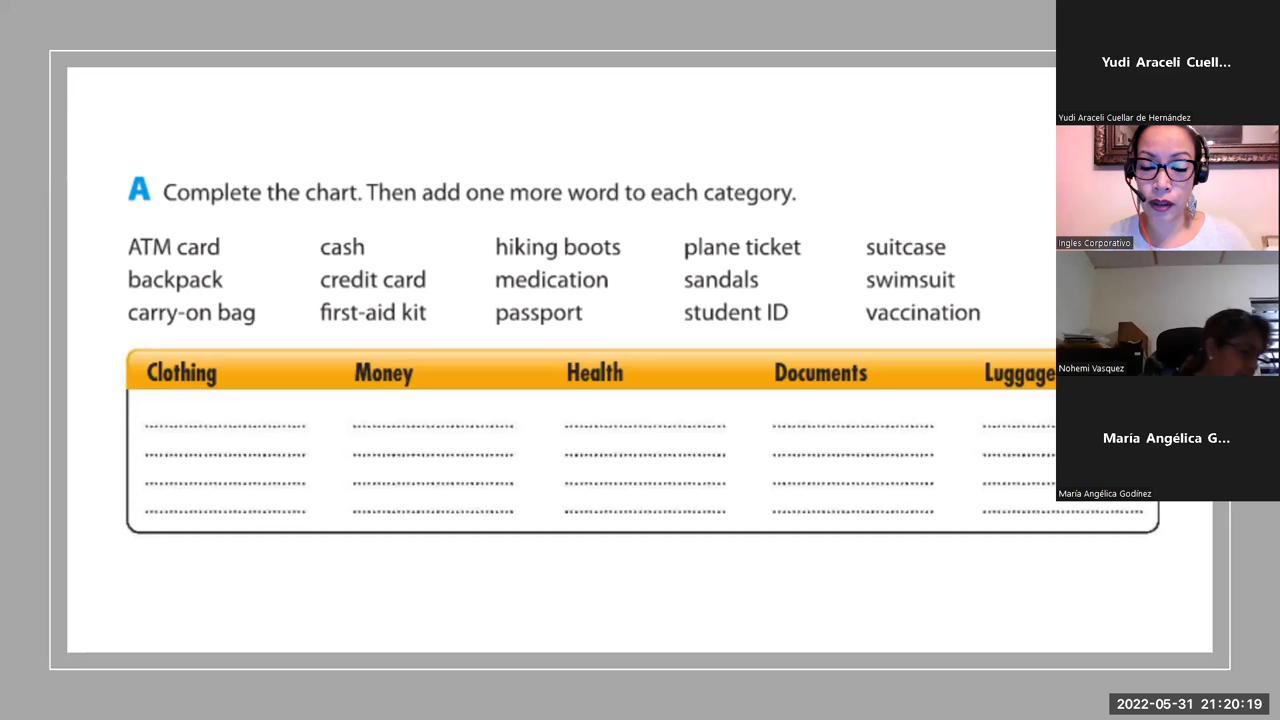 A Complete the chart. Then add one more word to each category.
ATM card cash hiking boots plane ticket suitcase
backpack credit card medication sandals swimsuit
carry-on bag first-aid kit passport student ID vaccination
Clothing Money Health Documents Luggage
Yudi Araceli Cuell...
Yudi Araceli Cuellar de Hernández
Ingles Corporativo
Nohemi Vasquez
María Angélica G...
María Angélica Godínez
2022-05-31 21:20:19